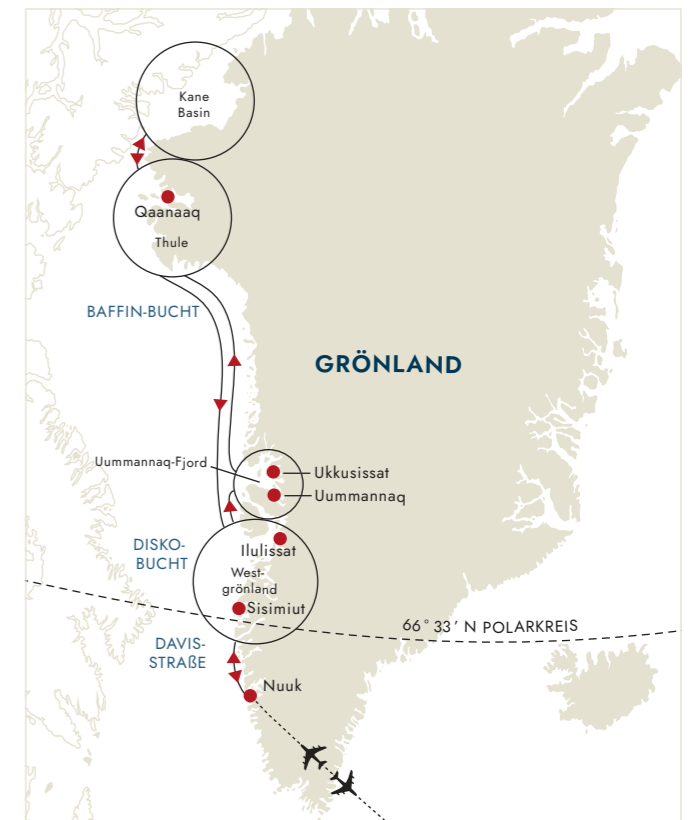 Kane
Basin
Qaanaaq
Thule
BAFFIN-BUCHT
GRÖNLAND
Uummannaq-Fjord
Ukkusissat
Uummannaq
DISKO-
BUCHT
Ilulissat
West-
grönland
Sisimiut
66° 33′ N POLARKREIS
DAVIS-
STRAßE
Nuuk